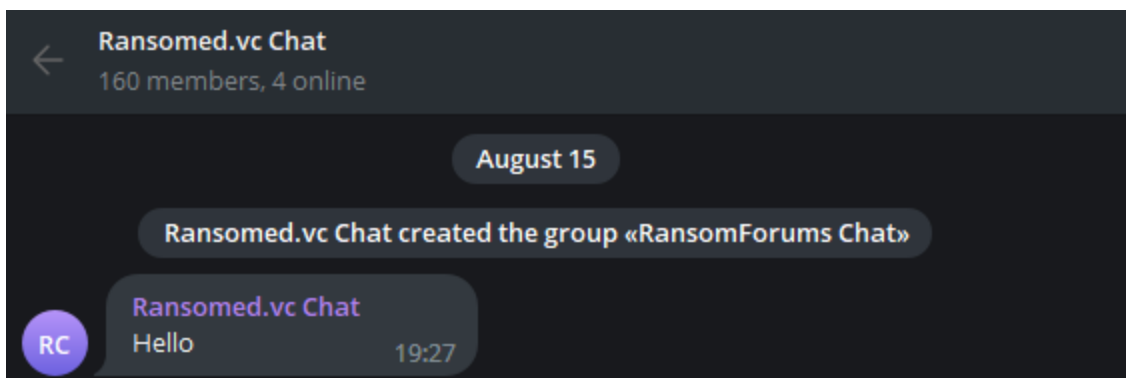 Ransomed.vc Chat
160 members, 4 online
August 15
Ransomed.vc Chat created the group «RansomForums Chat»
Ransomed.vc Chat
RC
Hello
19:27